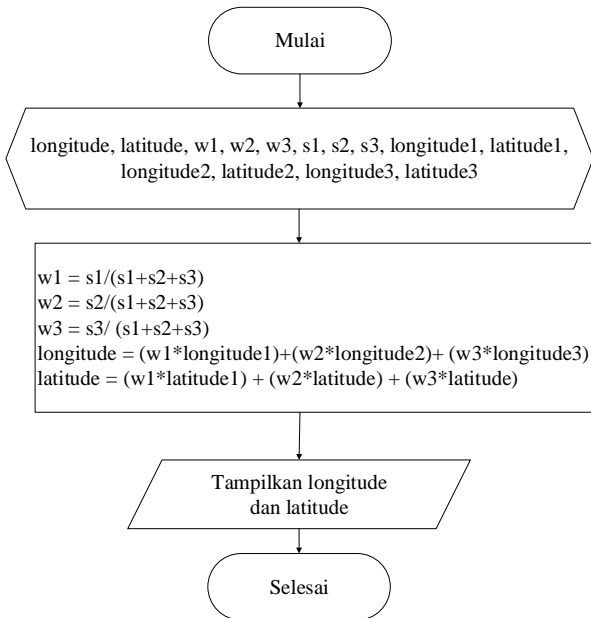 Mulai
longitude, latitude, w1, w2, w3, s1, s2, s3, longitude1, latitude1,
longitude2, latitude2, longitude3, latitude3
w1 = s1/(s1+s2+s3)
w2 = s2/(s1+s2+s3)
w3 = s3/ (s1+s2+s3)
longitude = (w1*longitude1)+(w2*longitude2)+ (w3*longitude3)
latitude = (w1*latitude1) + (w2*latitude) + (w3*latitude)
Tampilkan longitude
dan latitude
Selesai